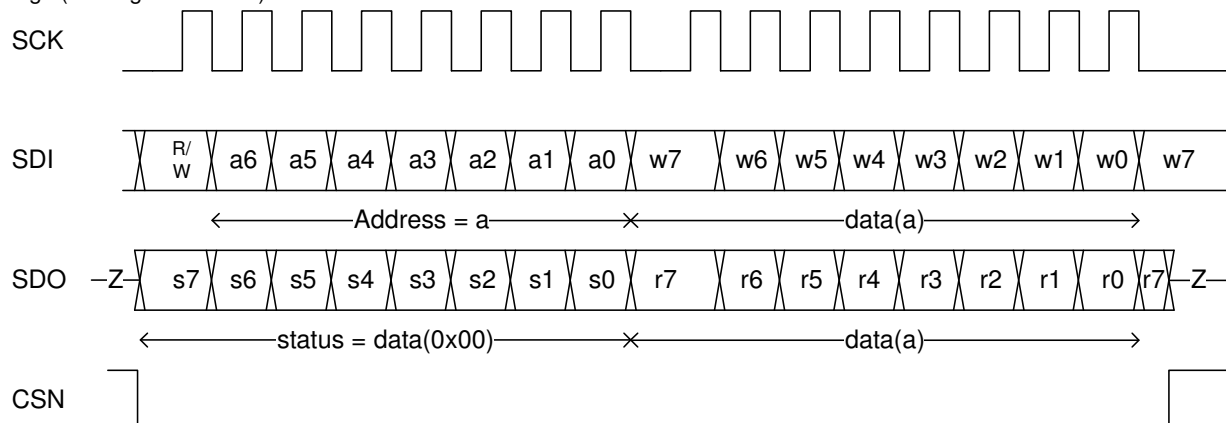 SCK
SDI R/ W a6 a5 a4 a3 a2 a1 a0 w7 w6 w5 w4 w3 w2 w1 w0 w7
Address = a data(a)
SDO Z s7 s6 s5 s4 s3 s2 s1 s0 r7 r6 r5 r4 r3 r2 r1 r0 r7 Z
status = data(0x00) data(a)
CSN